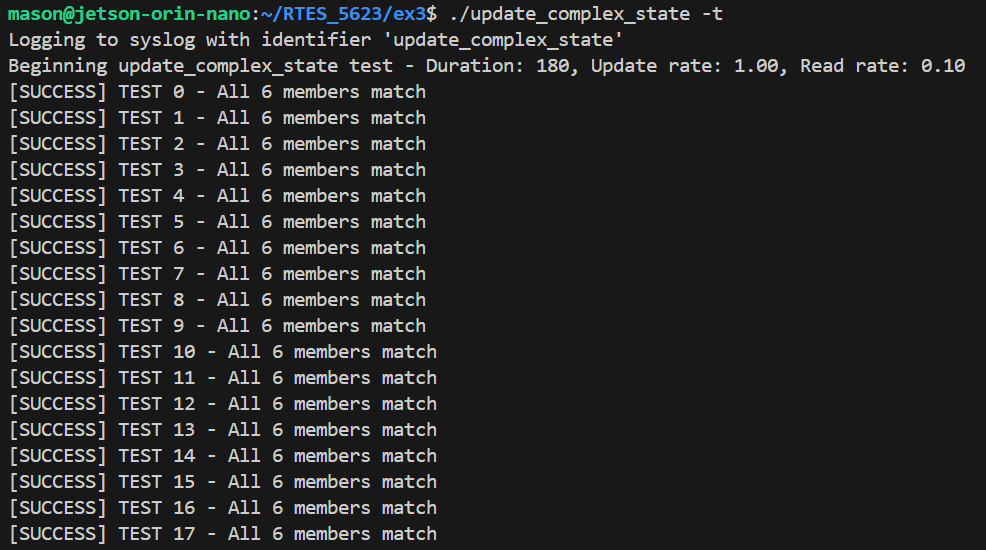 mason@jetson-orin-nano:~/RTES_5623/ex3$ ./update_complex_state -t
Logging to syslog with identifier 'update_complex_state'
Beginning update_complex_state test - Duration: 180, Update rate: 1.00, Read rate: 0.10
[SUCCESS] TEST 0 - All 6 members match
[SUCCESS] TEST 1 - All 6 members match
[SUCCESS] TEST 2 - All 6 members match
[SUCCESS] TEST 3 - All 6 members match
[SUCCESS] TEST 4 - All 6 members match
[SUCCESS] TEST 5 - All 6 members match
[SUCCESS] TEST 6 - All 6 members match
[SUCCESS] TEST 7 - All 6 members match
[SUCCESS] TEST 8 - All 6 members match
[SUCCESS] TEST 9 - All 6 members match
[SUCCESS] TEST 10 - All 6 members match
[SUCCESS] TEST 11 - All 6 members match
[SUCCESS] TEST 12 - All 6 members match
[SUCCESS] TEST 13 - All 6 members match
[SUCCESS] TEST 14 - All 6 members match
[SUCCESS] TEST 15 - All 6 members match
[SUCCESS] TEST 16 - All 6 members match
[SUCCESS] TEST 17 - All 6 members match